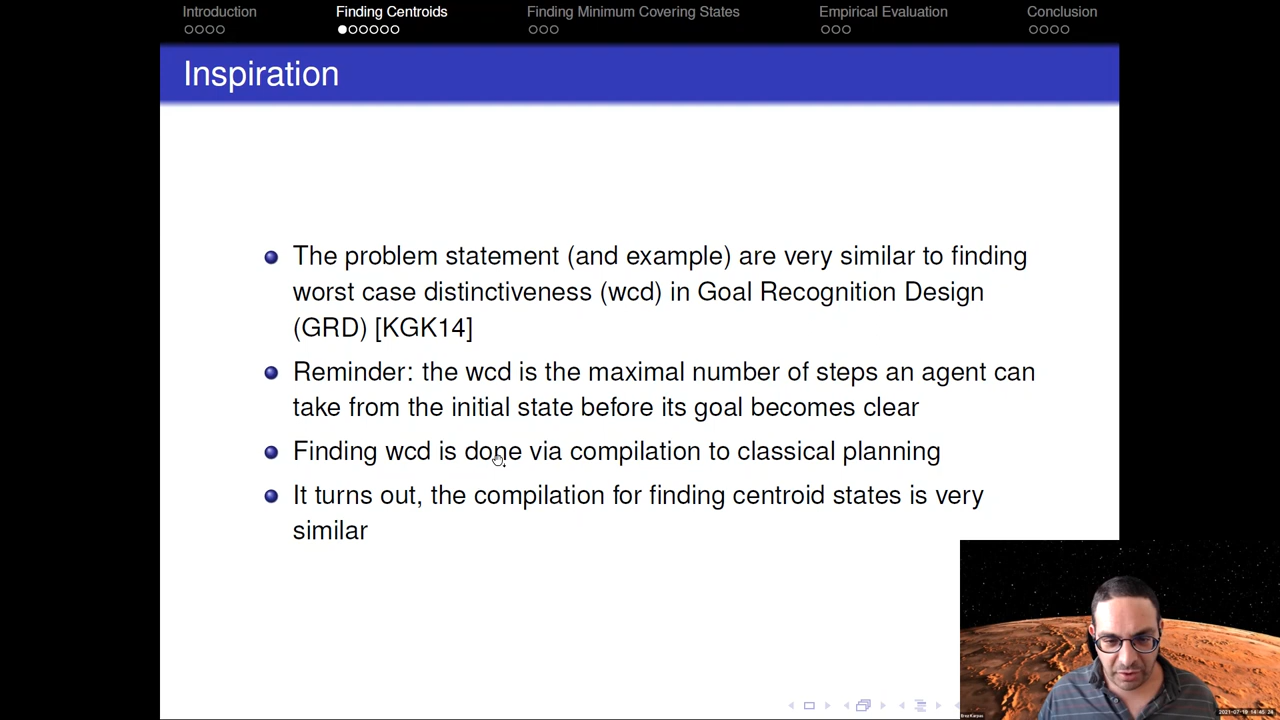 Introduction
Finding Centroids
Finding Minimum Covering States
Empirical Evaluation
Conclusion
Inspiration
The problem statement (and example) are very similar to finding
worst case distinctiveness (wcd) in Goal Recognition Design
(GRD) [KGK14]
Reminder: the wcd is the maximal number of steps an agent can
take from the initial state before its goal becomes clear
Finding wcd is done via compilation to classical planning
It turns out, the compilation for finding centroid states is very
similar